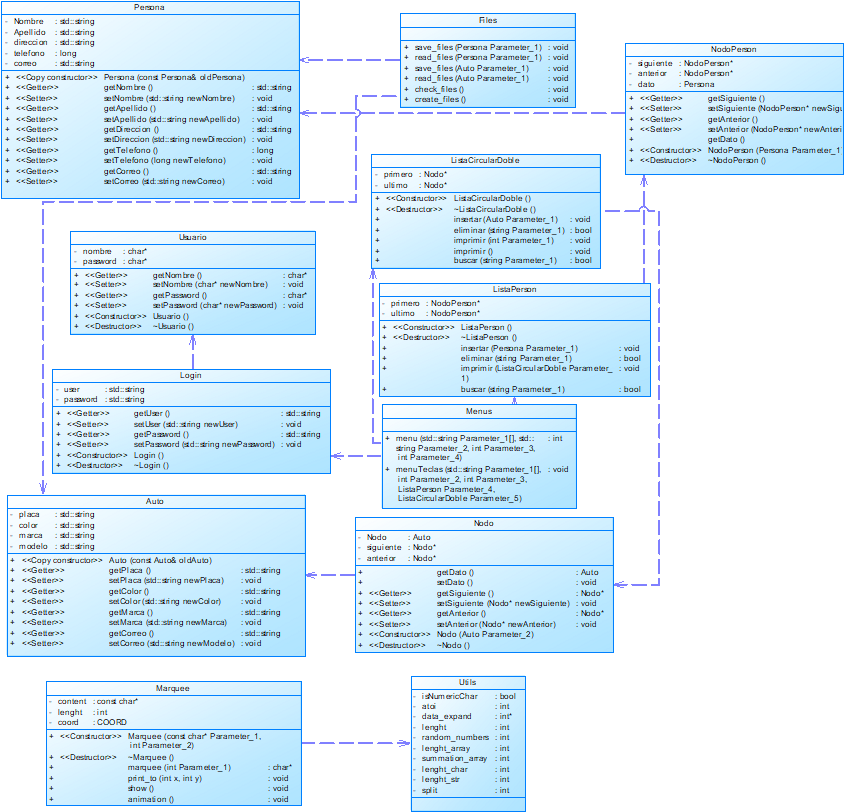 Persona
- Nombre : std::string
- Apellido : std::string
- direccion : std::string
- telefono : long
- correo : std::string
+ <<Copy constructor>> Persona (const Persona& oldPersona)
+ <<Getter>> getNombre () : std::string
+ <<Setter>> setNombre (std::string newNombre) : void
+ <<Getter>> getApellido () : std::string
+ <<Setter>> setApellido (std::string newApellido) : void
+ <<Getter>> getDireccion () : std::string
+ <<Setter>> setDireccion (std::string newDireccion) : void
+ <<Getter>> getTelefono () : long
+ <<Setter>> setTelefono (long newTelefono) : void
+ <<Getter>> getCorreo () : std::string
+ <<Setter>> setCorreo (std::string newCorreo) : void
Files
+ save_files (Persona Parameter_1) : void
+ read_files (Persona Parameter_1) : void
+ save_files (Auto Parameter_1) : void
+ read_files (Auto Parameter_1) : void
+ check_files () : void
+ create_files () : void
NodoPerson
- siguiente : NodoPerson*
- anterior : NodoPerson*
- dato : Persona
+ <<Getter>> getSiguiente ()
+ <<Setter>> setSiguiente (NodoPerson* newSigu
+ <<Getter>> getAnterior ()
+ <<Setter>> setAnterior (NodoPerson* newAnteri
+ getDato ()
+ <<Constructor>> NodoPerson (Persona Parameter_1)
+ <<Destructor>> ~NodoPerson ()
ListaCircularDoble
- primero : Nodo*
- ultimo : Nodo*
+ <<Constructor>> ListaCircularDoble ()
+ <<Destructor>> ~ListaCircularDoble ()
+ insertar (Auto Parameter_1) : void
+ eliminar (string Parameter_1) : bool
+ imprimir (int Parameter_1) : void
+ imprimir () : void
+ buscar (string Parameter_1) : bool
Usuario
- nombre : char*
- password : char*
+ <<Getter>> getNombre () : char*
+ <<Setter>> setNombre (char* newNombre) : void
+ <<Getter>> getPassword () : char*
+ <<Setter>> setPassword (char* newPassword) : void
+ <<Constructor>> Usuario ()
+ <<Destructor>> ~Usuario ()
ListaPerson
- primero : NodoPerson*
- ultimo : NodoPerson*
+ <<Constructor>> ListaPerson ()
+ <<Destructor>> ~ListaPerson ()
+ insertar (Persona Parameter_1) : void
+ eliminar (string Parameter_1) : bool
+ imprimir (ListaCircularDoble Parameter_ : void
1)
+ buscar (string Parameter_1) : bool
Login
- user : std::string
- password : std::string
+ <<Getter>> getUser () : std::string
+ <<Setter>> setUser (std::string newUser) : void
+ <<Getter>> getPassword () : std::string
+ <<Setter>> setPassword (std::string newPassword) : void
+ <<Constructor>> Login ()
+ <<Destructor>> ~Login ()
Menus
+ menu (std::string Parameter_1[], std:: : int
string Parameter_2, int Parameter_3,
int Parameter_4)
+ menuTeclas (std::string Parameter_1[], : void
int Parameter_2, int Parameter_3,
ListaPerson Parameter_4,
ListaCircularDoble Parameter_5)
Auto
- placa : std::string
- color : std::string
- marca : std::string
- modelo : std::string
+ <<Copy constructor>> Auto (const Auto& oldAuto)
+ <<Getter>> getPlaca () : std::string
+ <<Setter>> setPlaca (std::string newPlaca) : void
+ <<Getter>> getColor () : std::string
+ <<Setter>> setColor (std::string newColor) : void
+ <<Getter>> getMarca () : std::string
+ <<Setter>> setMarca (std::string newMarca) : void
+ <<Getter>> getCorreo () : std::string
+ <<Setter>> setCorreo (std::string newModelo) : void
Nodo
- Nodo : Auto
- siguiente : Nodo*
- anterior : Nodo*
+ getDato () : Auto
+ setDato () : void
+ <<Getter>> getSiguiente () : Nodo*
+ <<Setter>> setSiguiente (Nodo* newSiguiente) : void
+ <<Getter>> getAnterior () : Nodo*
+ <<Setter>> setAnterior (Nodo* newAnterior) : void
+ <<Constructor>> Nodo (Auto Parameter_2)
+ <<Destructor>> ~Nodo ()
Marquee
- content : const char*
- lenght : int
- coord : COORD
+ <<Constructor>> Marquee (const char* Parameter_1,
int Parameter_2)
+ <<Destructor>> ~Marquee ()
+ marquee (int Parameter_1) : char*
+ print_to (int x, int y) : void
+ show () : void
+ animation () : void
Utils
- isNumericChar : bool
- atoi : int
- data_expand : int*
- lenght : int
- random_numbers : int
- lenght_array : int
- summation_array : int
- lenght_char : int
- lenght_str : int
- split : int